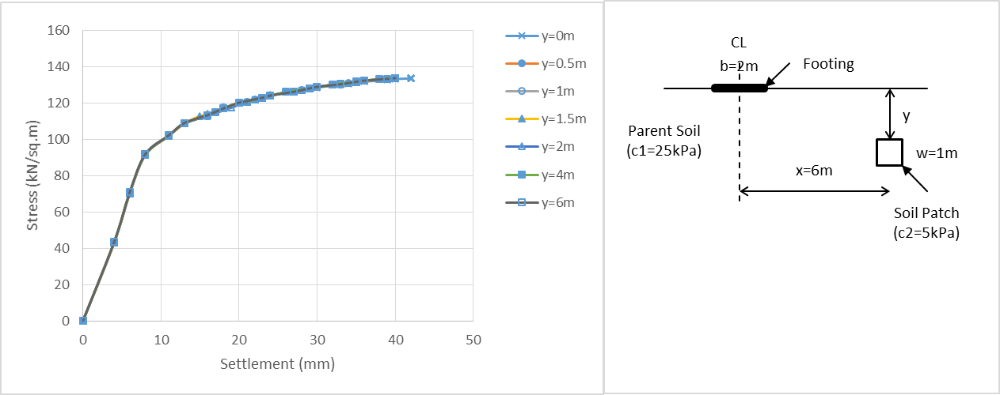 160
140
120
100
80
60
40
20
0
Stress (kN/sq.m)
0 10 20 30 40 50
Settlement (mm)
y=0m
y=0.5m
y=1m
y=1.5m
y=2m
y=4m
y=6m
CL
b=2m
Footing
Parent Soil
(c1=25kPa)
y
w=1m
x=6m
Soil Patch
(c2=5kPa)